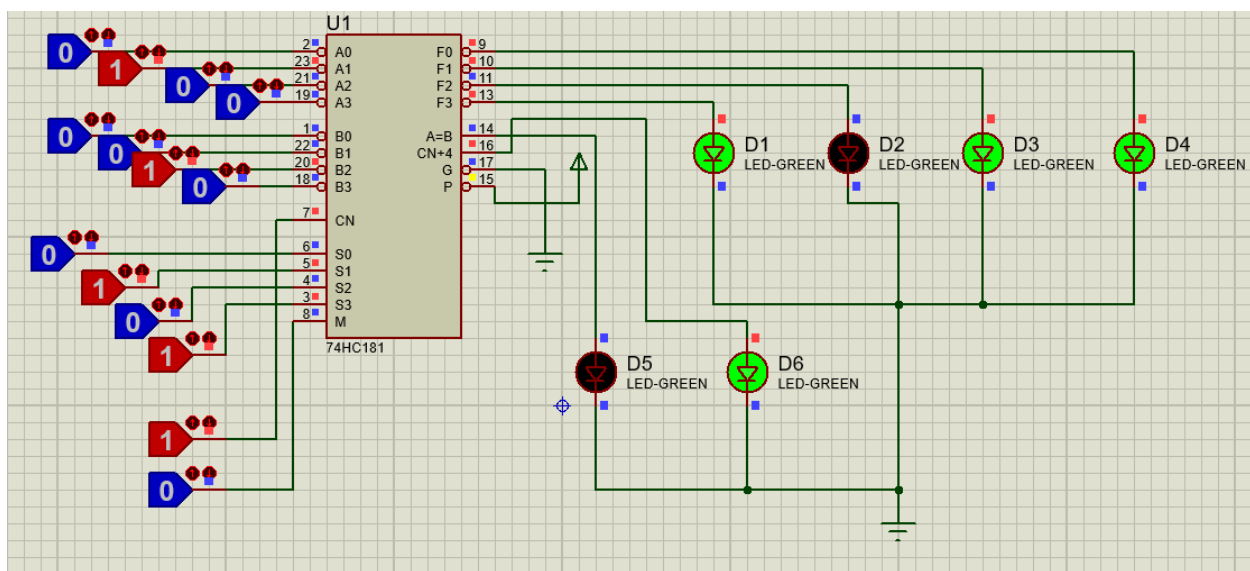 U1
0
1
0
0
0
0
1
0
0
1
0
1
1
0
2
23
21
19
1
22
20
18
7
6
5
4
3
8
A0
A1
A2
A3
B0
B1
B2
B3
CN
S0
S1
S2
S3
M
F0
F1
F2
F3
A=B
CN+4
G
P
9
10
11
13
14
16
17
15
74HC181
D1
LED-GREEN
D2
LED-GREEN
D3
LED-GREEN
D4
LED-GREEN
D5
LED-GREEN
D6
LED-GREEN